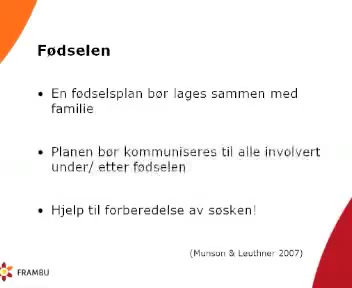 Fødselen
• En fødselsplan bør lages sammen med
familie
• Planen bør kommuniseres til alle involvert
under/ etter fødselen
• Hjelp til forberedelse av søsken!
(Munson & Leuthner 2007)
FRAMBU